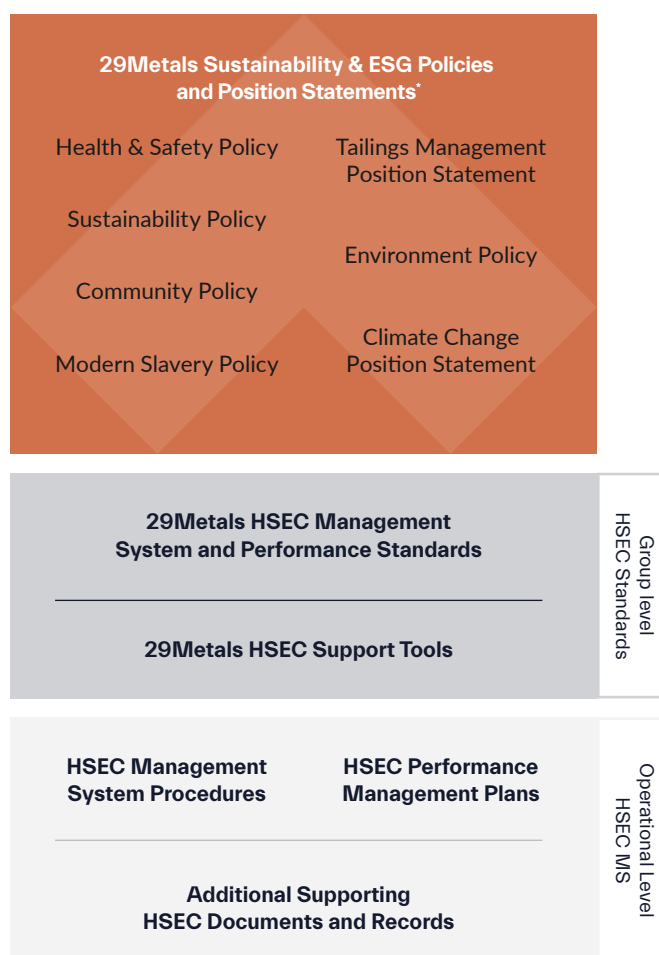 29Metals Sustainability & ESG Policies
and Position Statements*
Health & Safety Policy
Sustainability Policy
Community Policy
Modern Slavery Policy
Tailings Management
Position Statement
Environment Policy
Climate Change
Position Statement
29Metals HSEC Management
System and Performance Standards
29Metals HSEC Support Tools
Group level
HSEC Standards
HSEC Management
System Procedures
HSEC Performance
Management Plans
Additional Supporting
HSEC Documents and Records
Operational Level
HSEC MS